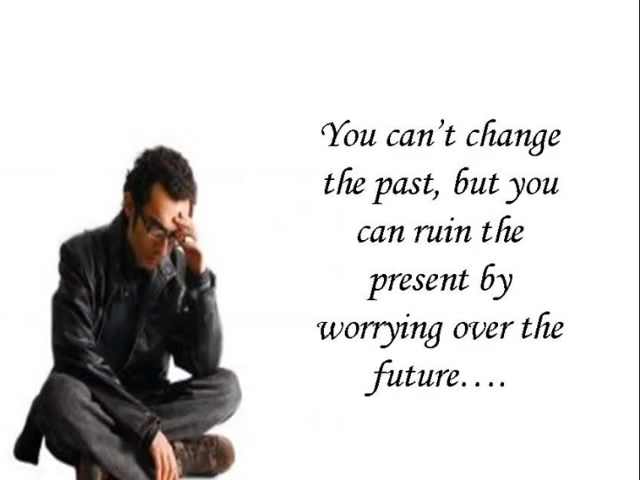 You can't change
the past, but you
can ruin the
present by
worrying over the
future....